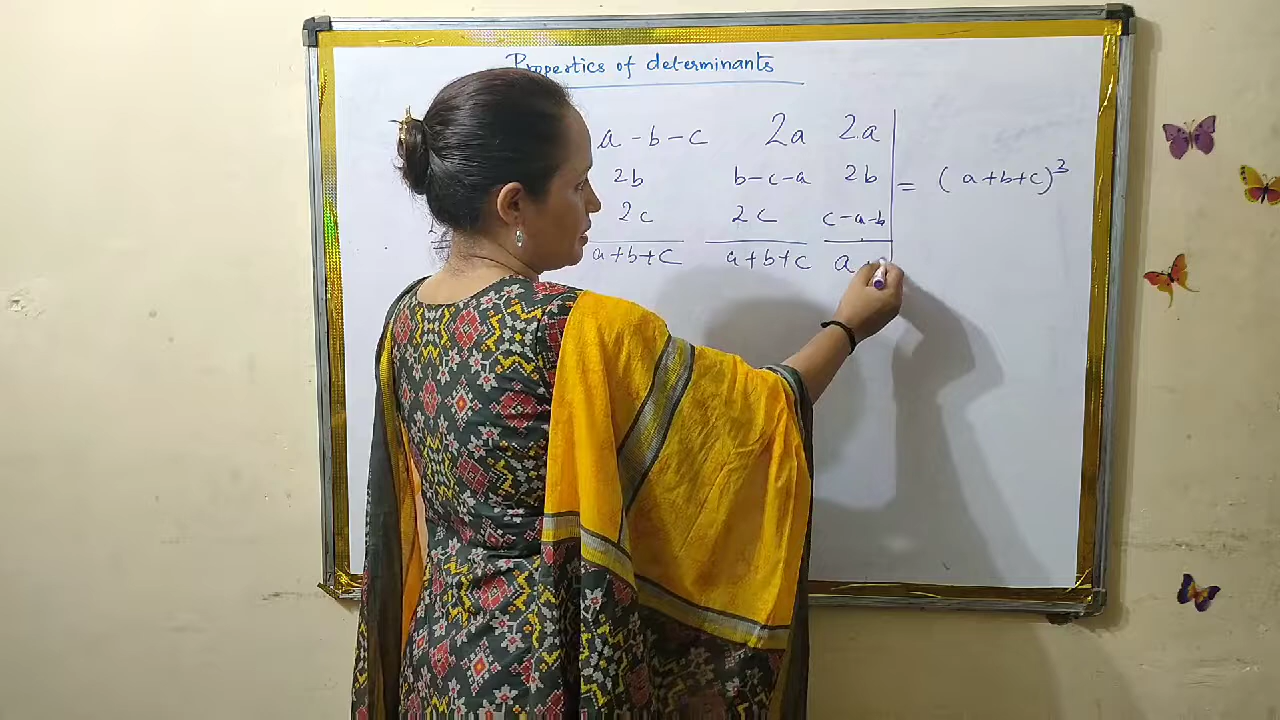 Properties of determinants
a-b-c 2a 2a
2b b-c-a 2b = (a+b+c)³
2c 2c c-a-b
a+b+c a+b+c a